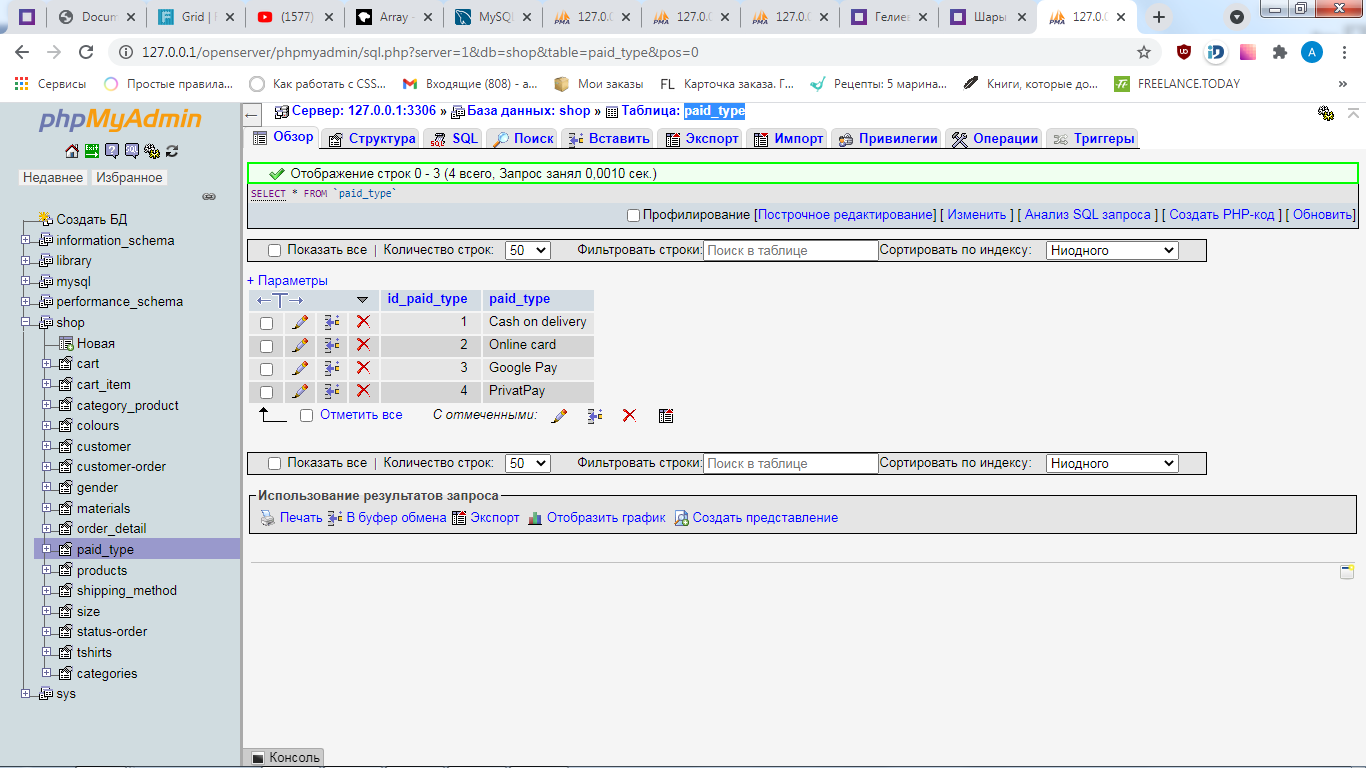 Docum
Grid | F
(1577)
Array -
MySQL
127.0.0
127.0.0
127.0.0
Гелиев
Шары
127.0.0
127.0.0.1/openserver/phpmyadmin/sql.php?server=1&db=shop&table=paid_type&pos=0
A
Сервисы
Простые правила...
Как работать с CSS...
Входящие (808) - a...
Мои заказы
FL Карточка заказа. Г...
Рецепты: 5 марина...
Книги, которые до...
FREELANCE.TODAY
»
phpMyAdmin
Недавнее Избранное
Создать БД
information_schema
library
mysql
performance_schema
shop
Новая
cart
cart_item
category_product
colours
customer
customer-order
gender
materials
order_detail
paid_type
products
shipping_method
size
status-order
tshirts
categories
sys
Сервер: 127.0.0.1:3306 » База данных: shop » Таблица: paid_type
Обзор Структура SQL Поиск Вставить Экспорт Импорт Привилегии Операции Триггеры
Отображение строк 0 - 3 (4 всего, Запрос занял 0,0010 сек.)
SELECT * FROM `paid_type`
Профилирование [Построчное редактирование] [ Изменить ] [ Анализ SQL запроса ] [ Создать PHP-код ] [ Обновить]
Показать все | Количество строк: 50 Фильтровать строки: Поиск в таблице Сортировать по индексу: Ниодного
+ Параметры
id_paid_type paid_type
1 Cash on delivery
2 Online card
3 Google Pay
4 PrivatPay
Отметить все С отмеченными:
Показать все | Количество строк: 50 Фильтровать строки: Поиск в таблице Сортировать по индексу: Ниодного
Использование результатов запроса
Печать В буфер обмена Экспорт Отобразить график Создать представление
Консоль